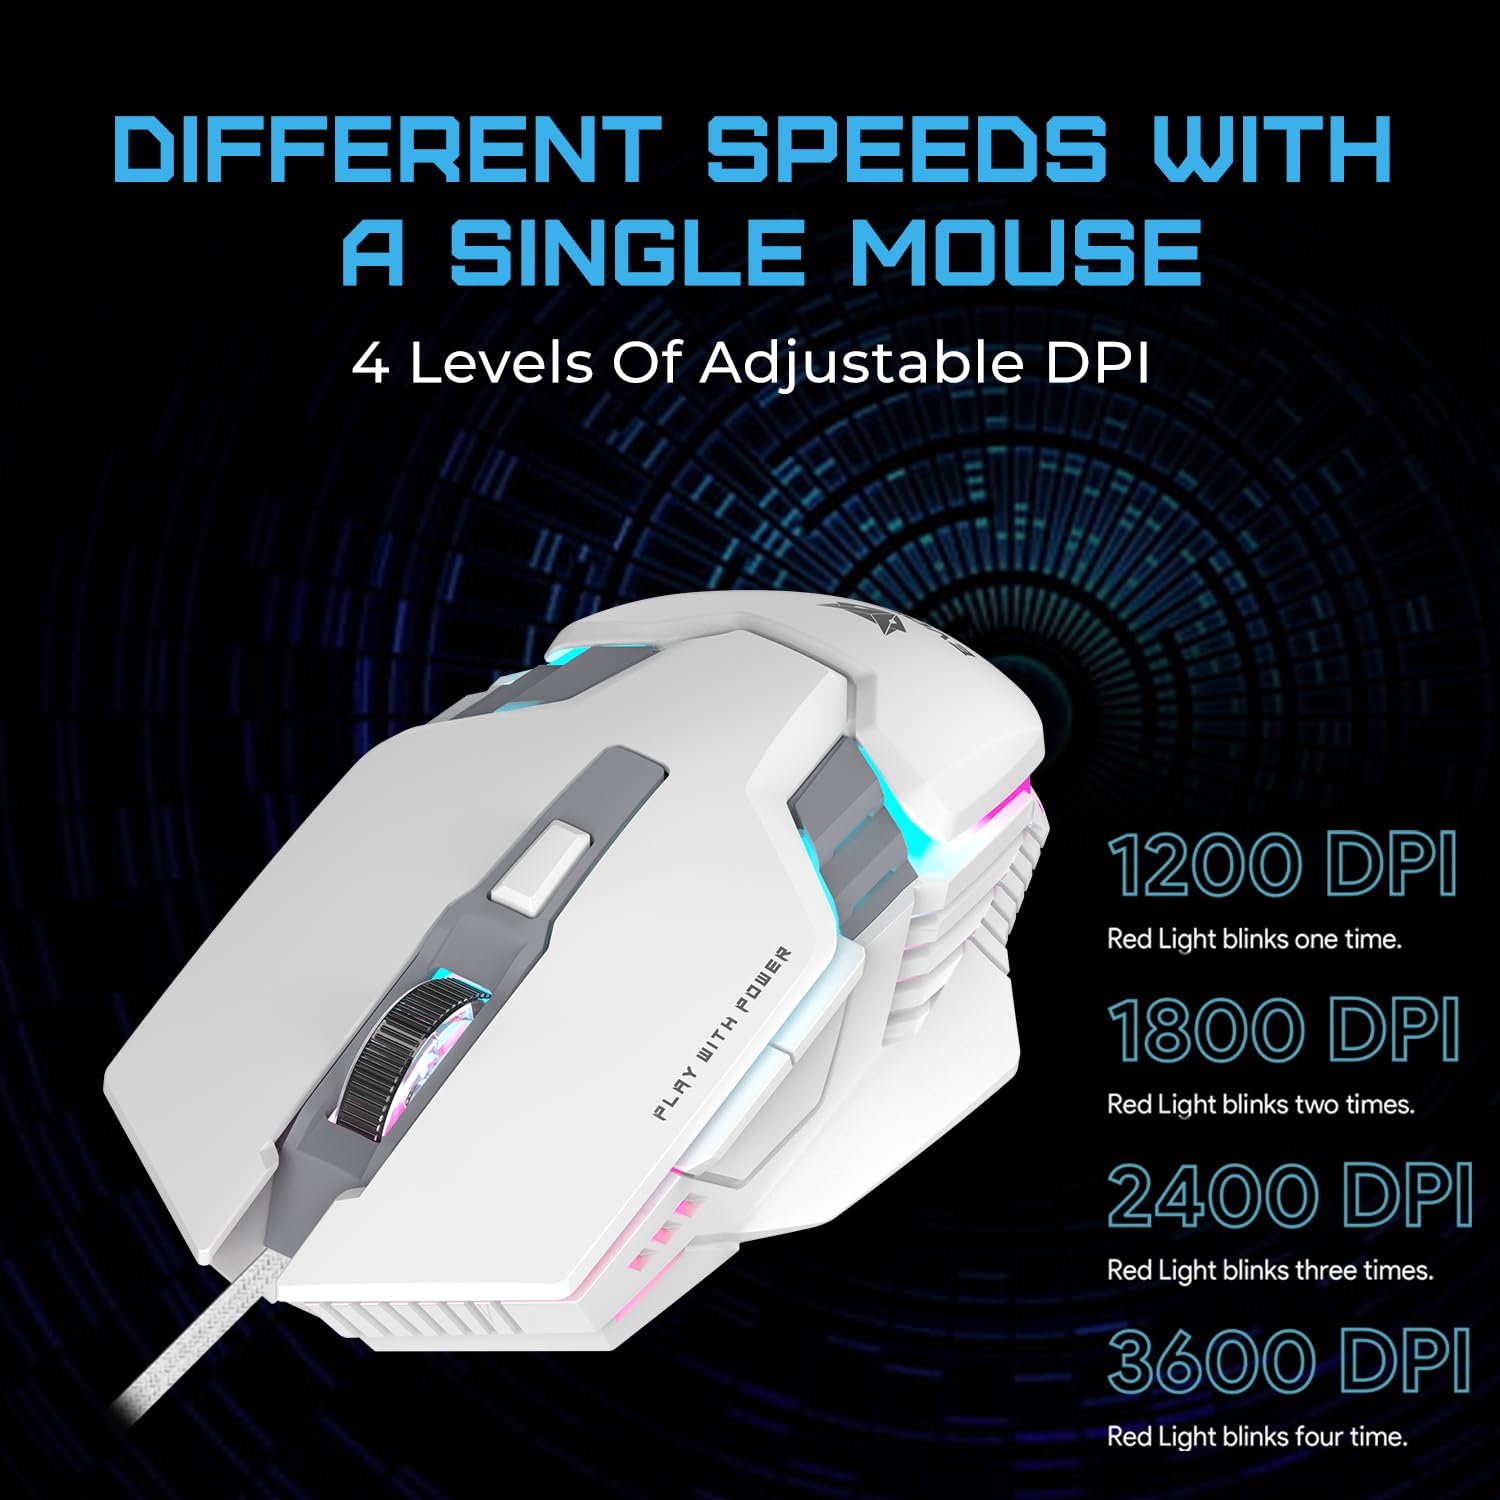 DIFFERENT SPEEDS WITH
A SINGLE MOUSE
4 Levels Of Adjustable DPI
PLAY WITH POWER
1200 DPI
Red Light blinks one time.
1800 DPI
Red Light blinks two times.
2400 DPI
Red Light blinks three times.
3600 DPI
Red Light blinks four time.